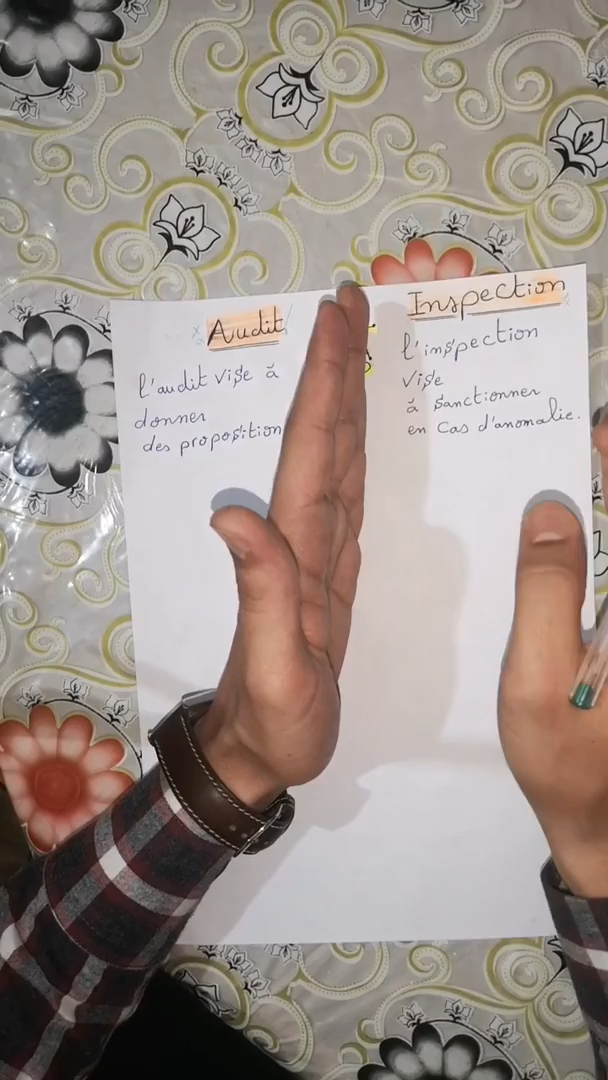 Audit
l'audit vise à
donner
des proposition
Inspection
l'inspection
vise
à sanctionner
en cas d'anomalie.